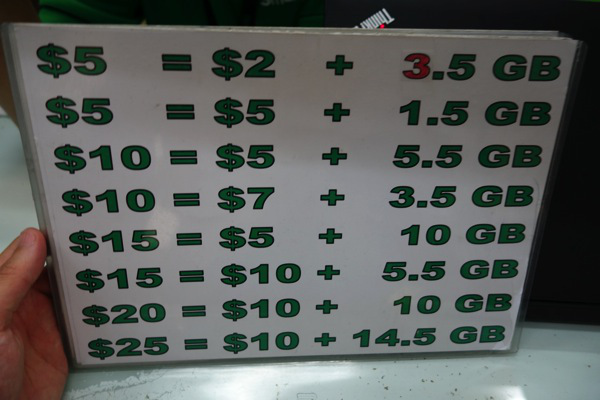 $5 = $2 + 3.5 GB
$5 = $5 + 1.5 GB
$10 = $5 + 5.5 GB
$10 = $7 + 3.5 GB
$15 = $5 + 10 GB
$15 = $10 + 5.5 GB
$20 = $10 + 10 GB
$25 = $10 + 14.5 GB